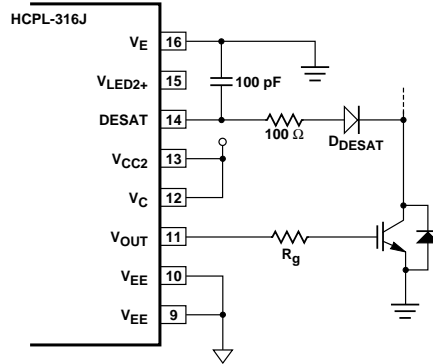 HCPL-316J
VE 16
VLED2+ 15
DESAT 14
VCC2 13
VC 12
VOUT 11
VEE 10
VEE 9
100 pF
100 Ω
DDESAT
Rg